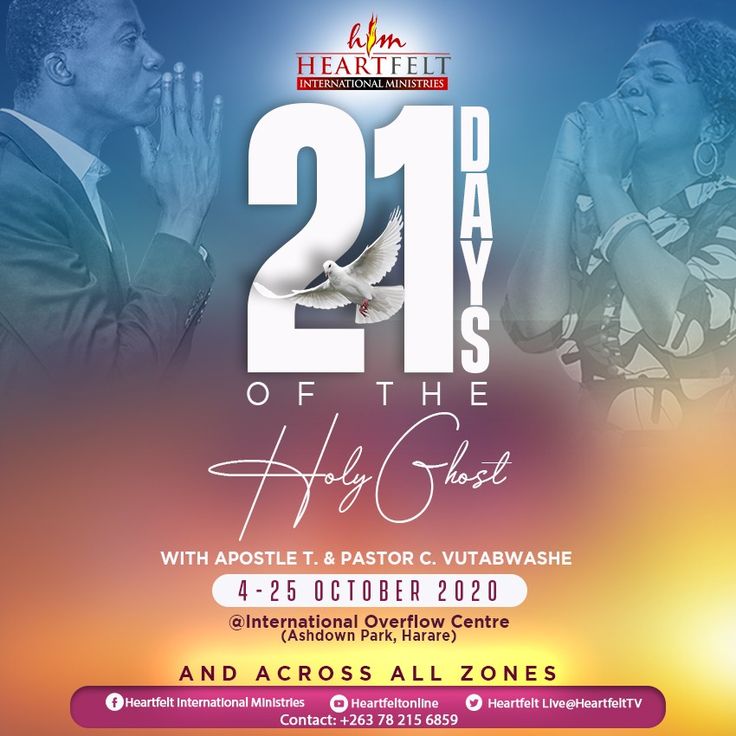 hfm
HEARTFELT
INTERNATIONAL MINISTRIES
21 DAYS
OF THE
Holy Ghost
WITH APOSTLE T. & PASTOR C. VUTABWASHE
4-25 OCTOBER 2020
@International Overflow Centre
(Ashdown Park, Harare)
AND ACROSS ALL ZONES
Heartfelt International Ministries Heartfeltonline Heartfelt Live@HeartfeltTV
Contact: +263 78 215 6859